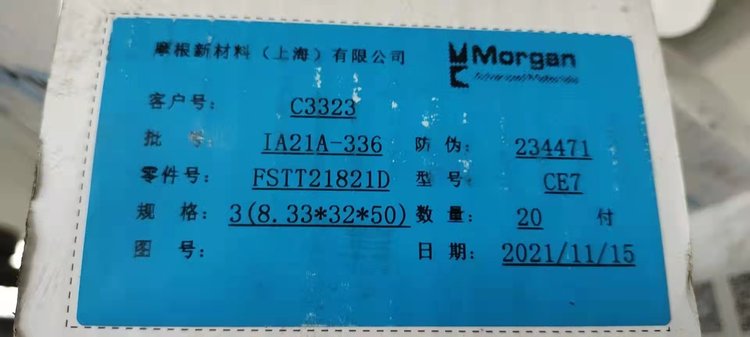 摩根新材料（上海）有限公司
Morgan
Advanced Materials
客户号： C3323
批 号： IA21A-336 防伪： 234471
零件号： FSTT21821D 型号： CE7
规 格： 3(8.33*32*50) 数量： 20 付
图 号： 日 期： 2021/11/15